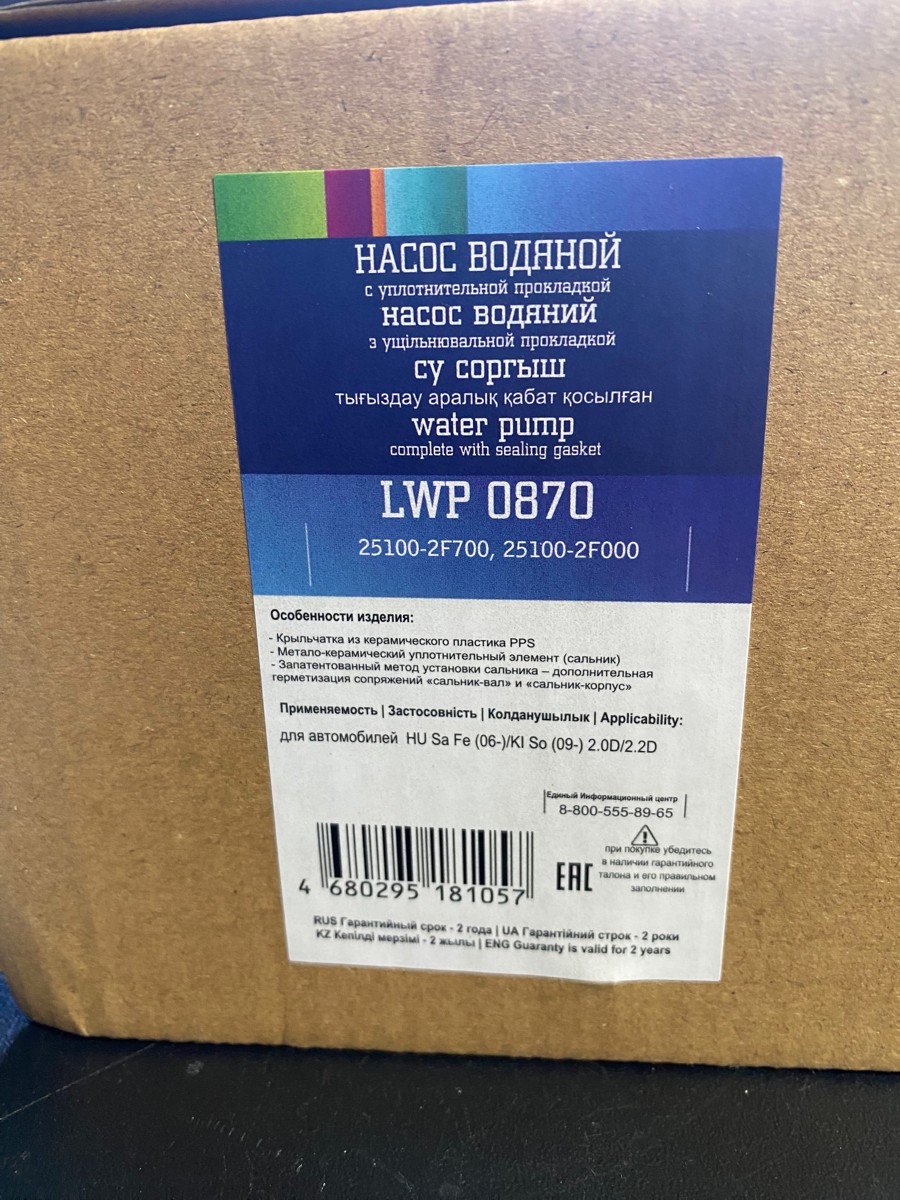 НАСОС ВОДЯНОЙ
с уплотнительной прокладкой
насос водяний
з ущільнювальной прокладкой
су соргыш
тығыздау аралық қабат қосылған
water pump
complete with sealing gasket
LWP 0870
25100-2F700, 25100-2F000
Особенности изделия:
- Крыльчатка из керамического пластика PPS
- Метало-керамический уплотнительный элемент (сальник)
- Запатентованный метод установки сальника – дополнительная
герметизация сопряжений «сальник-вал» и «сальник-корпус»
Применяемость | Застосовність | Колданушылык | Applicability:
для автомобилей HU Sa Fe (06-)/KI So (09-) 2.0D/2.2D
Единый Информационный центр
8-800-555-89-65
при покупке убедитесь
в наличии гарантийного
талона и его правильном
заполнении
EAC
4 680295 181057
RUS Гарантийный срок - 2 года | UA Гарантійний строк - 2 роки
KZ Кепілді мерзімі - 2 жылы | ENG Guaranty is valid for 2 years